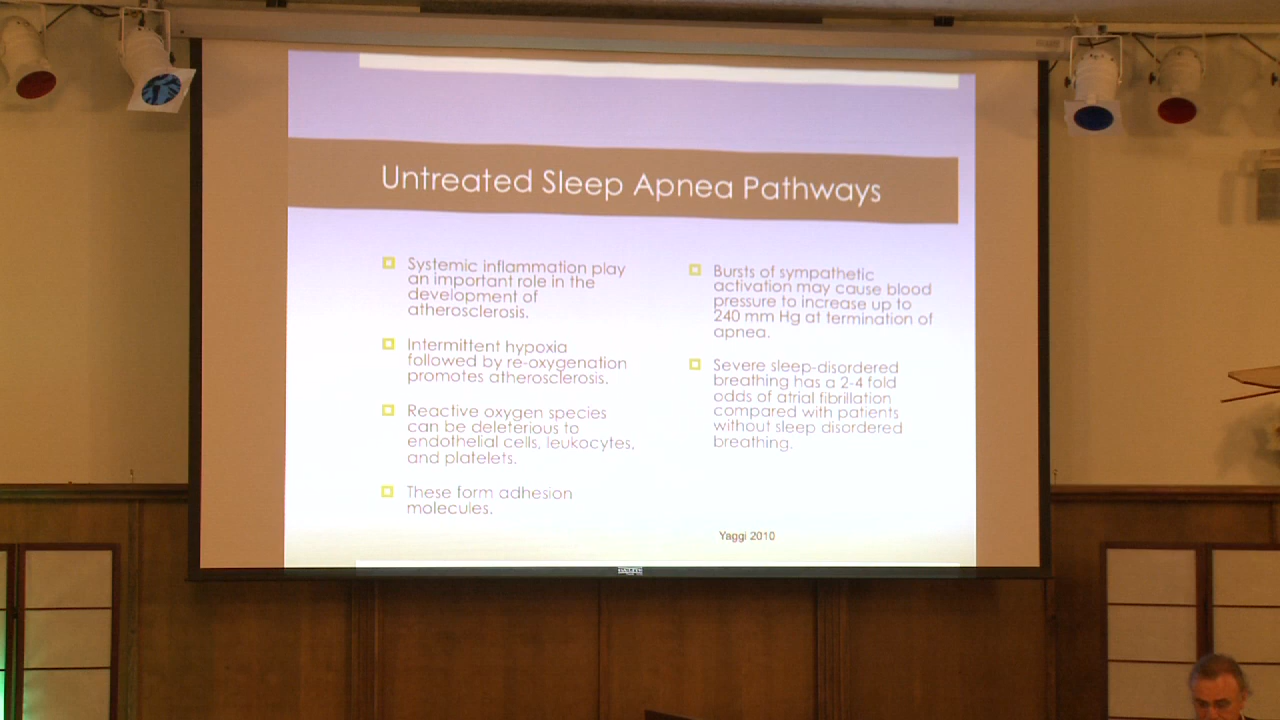 Untreated Sleep Apnea Pathways
Systemic inflammation play
an important role in the
development of
atherosclerosis.
Intermittent hypoxia
followed by re-oxygenation
promotes atherosclerosis.
Reactive oxygen species
can be deleterious to
endothelial cells, leukocytes,
and platelets.
These form adhesion
molecules.
Bursts of sympathetic
activation may cause blood
pressure to increase up to
240 mm Hg at termination of
apnea.
Severe sleep-disordered
breathing has a 2-4 fold
odds of atrial fibrillation
compared with patients
without sleep disordered
breathing.
Yaggi 2010